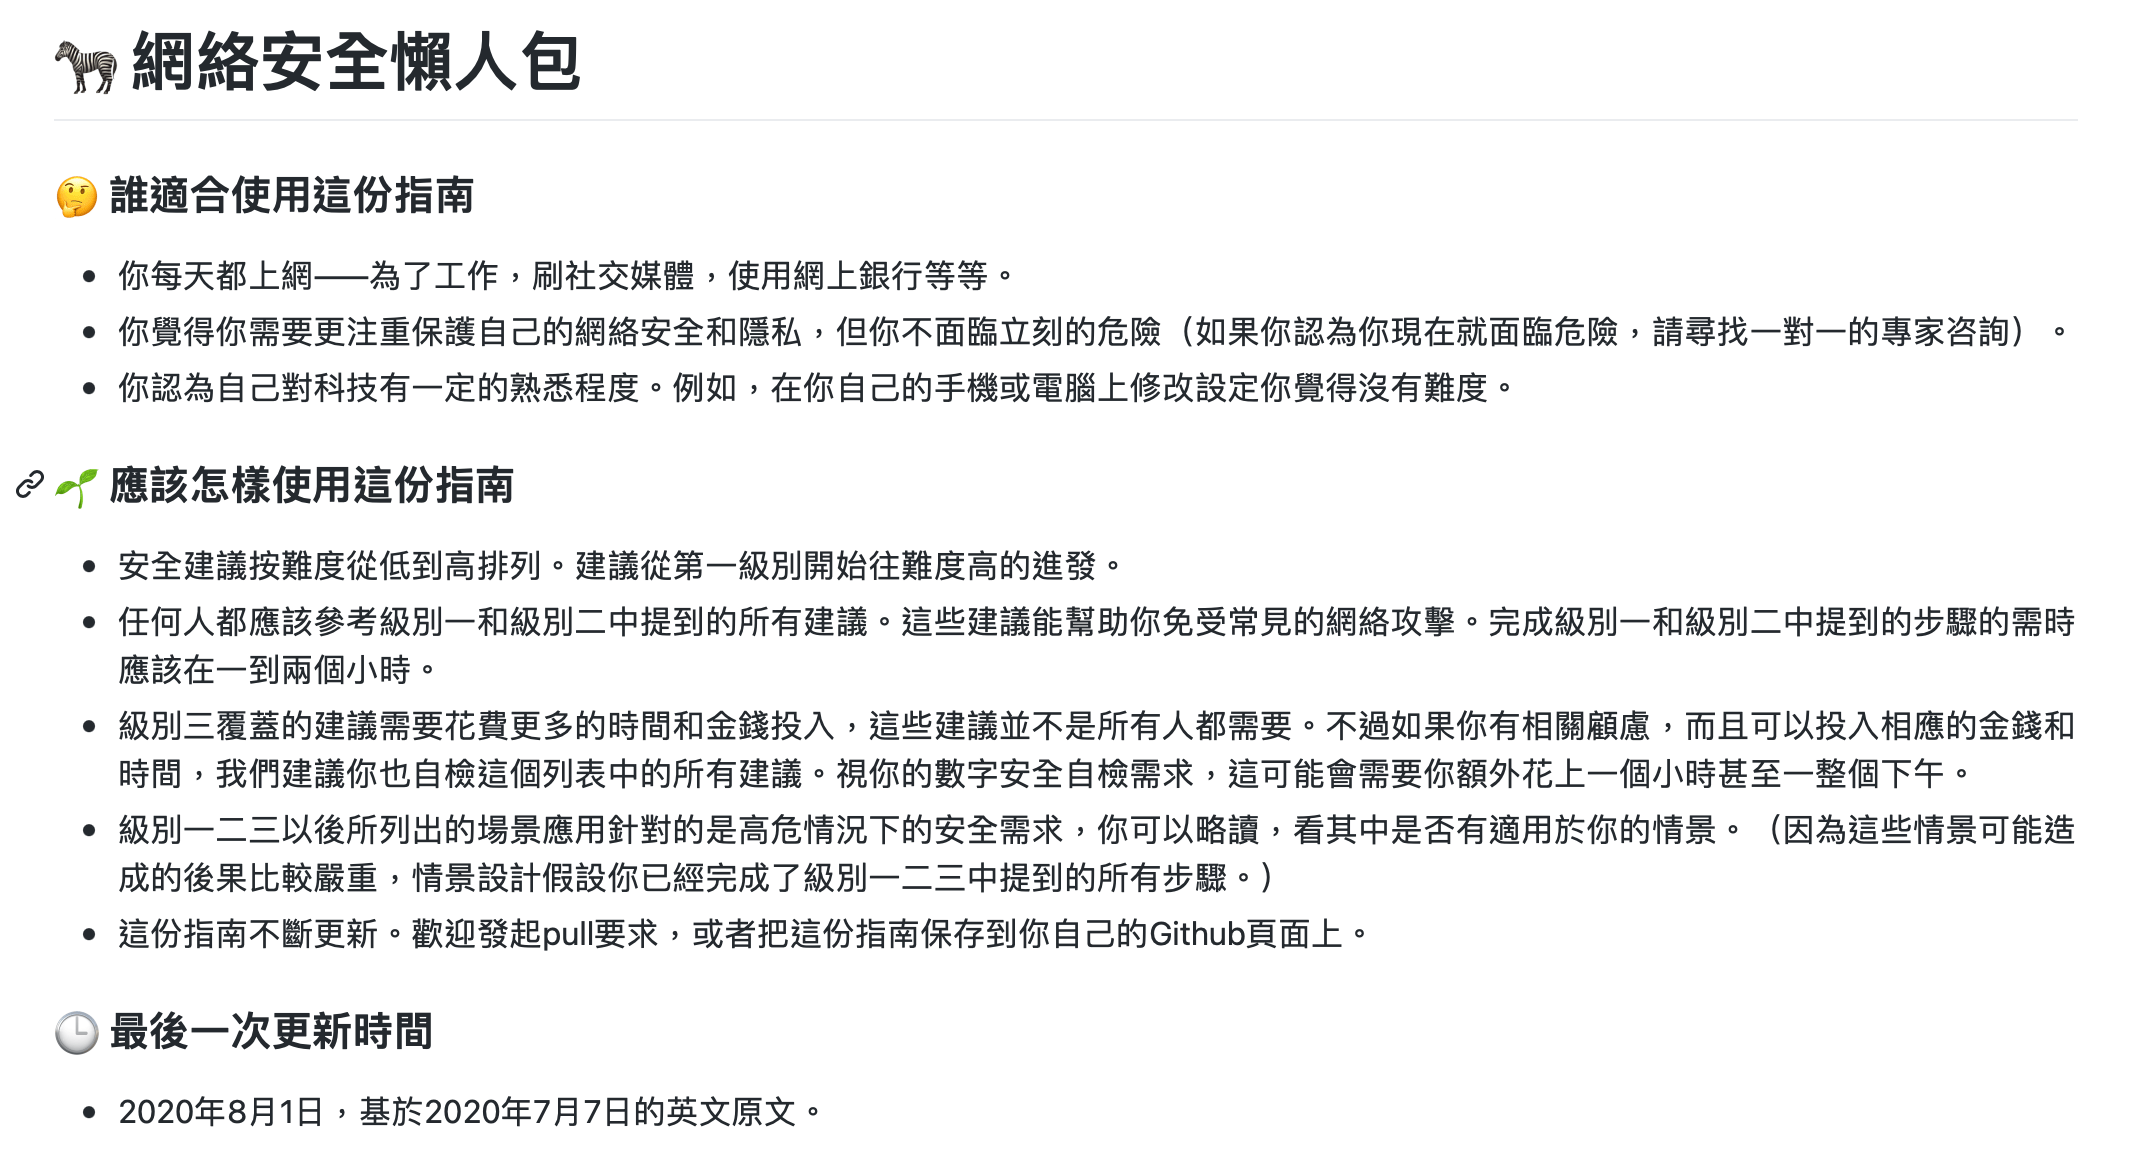 🦓 網絡安全懶人包
🤔 誰適合使用這份指南
• 你每天都上網——為了工作，刷社交媒體，使用網上銀行等等。
• 你覺得你需要更注重保護自己的網絡安全和隱私，但你不面臨立刻的危險（如果你認為你現在就面臨危險，請尋找一對一的專家咨詢）。
• 你認為自己對科技有一定的熟悉程度。例如，在你自己的手機或電腦上修改設定你覺得沒有難度。
🌱 應該怎樣使用這份指南
• 安全建議按難度從低到高排列。建議從第一級別開始往難度高的進發。
• 任何人都應該參考級別一和級別二中提到的所有建議。這些建議能幫助你免受常見的網絡攻擊。完成級別一和級別二中提到的步驟的需時
應該在一到兩個小時。
• 級別三覆蓋的建議需要花費更多的時間和金錢投入，這些建議並不是所有人都需要。不過如果你有相關顧慮，而且可以投入相應的金錢和
時間，我們建議你也自檢這個列表中的所有建議。視你的數字安全自檢需求，這可能會需要你額外花上一個小時甚至一整個下午。
• 級別一二三以後所列出的場景應用針對的是高危情況下的安全需求，你可以略讀，看其中是否有適用於你的情景。（因為這些情景可能造
成的後果比較嚴重，情景設計假設你已經完成了級別一二三中提到的所有步驟。）
• 這份指南不斷更新。歡迎發起pull要求，或者把這份指南保存到你自己的Github頁面上。
🕒 最後一次更新時間
• 2020年8月1日，基於2020年7月7日的英文原文。